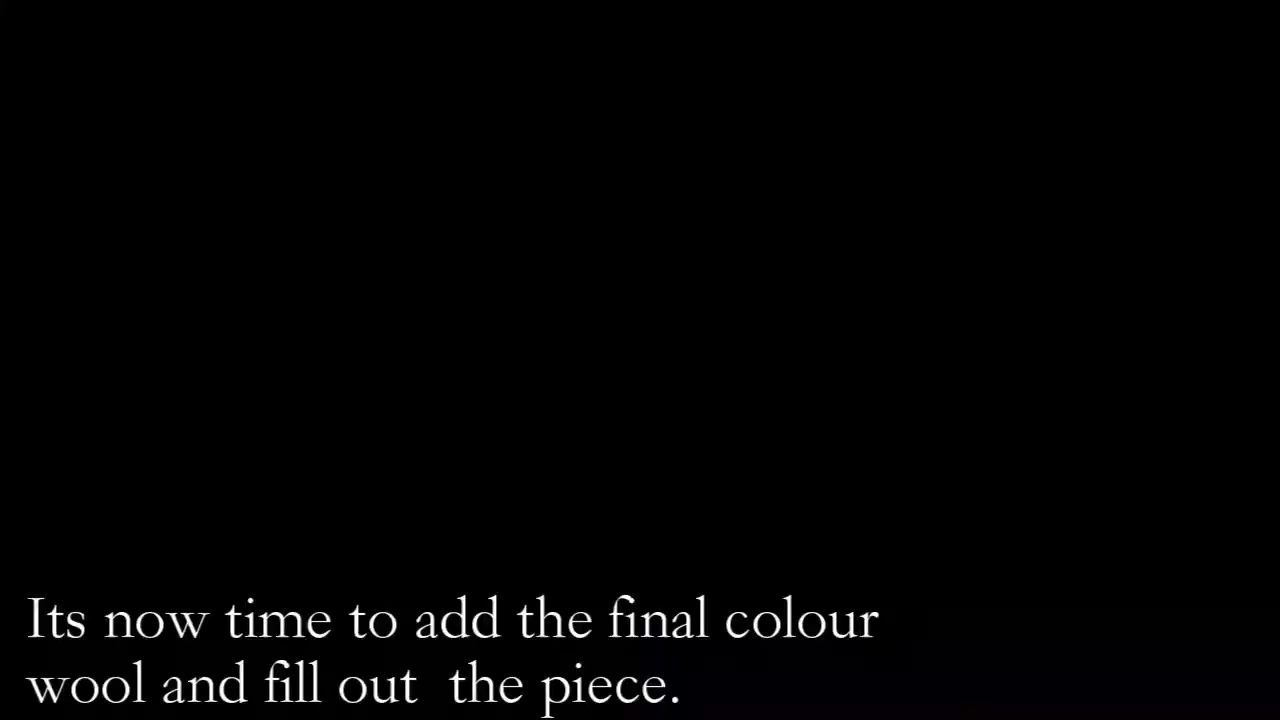 Its now time to add the final colour
wool and fill out  the piece.